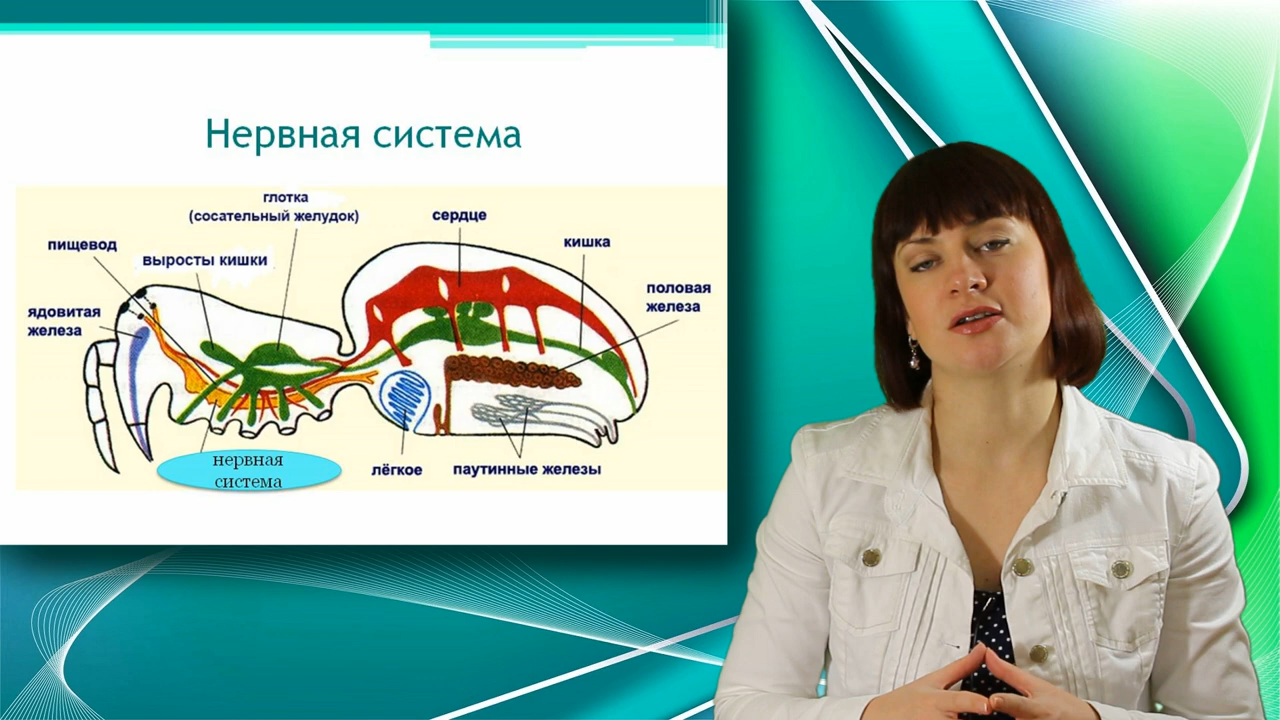 Нервная система
глотка
(сосательный желудок)
сердце
пищевод
кишка
выросты кишки
половая
железа
ядовитая
железа
нервная
система
лёгкое
паутинные железы